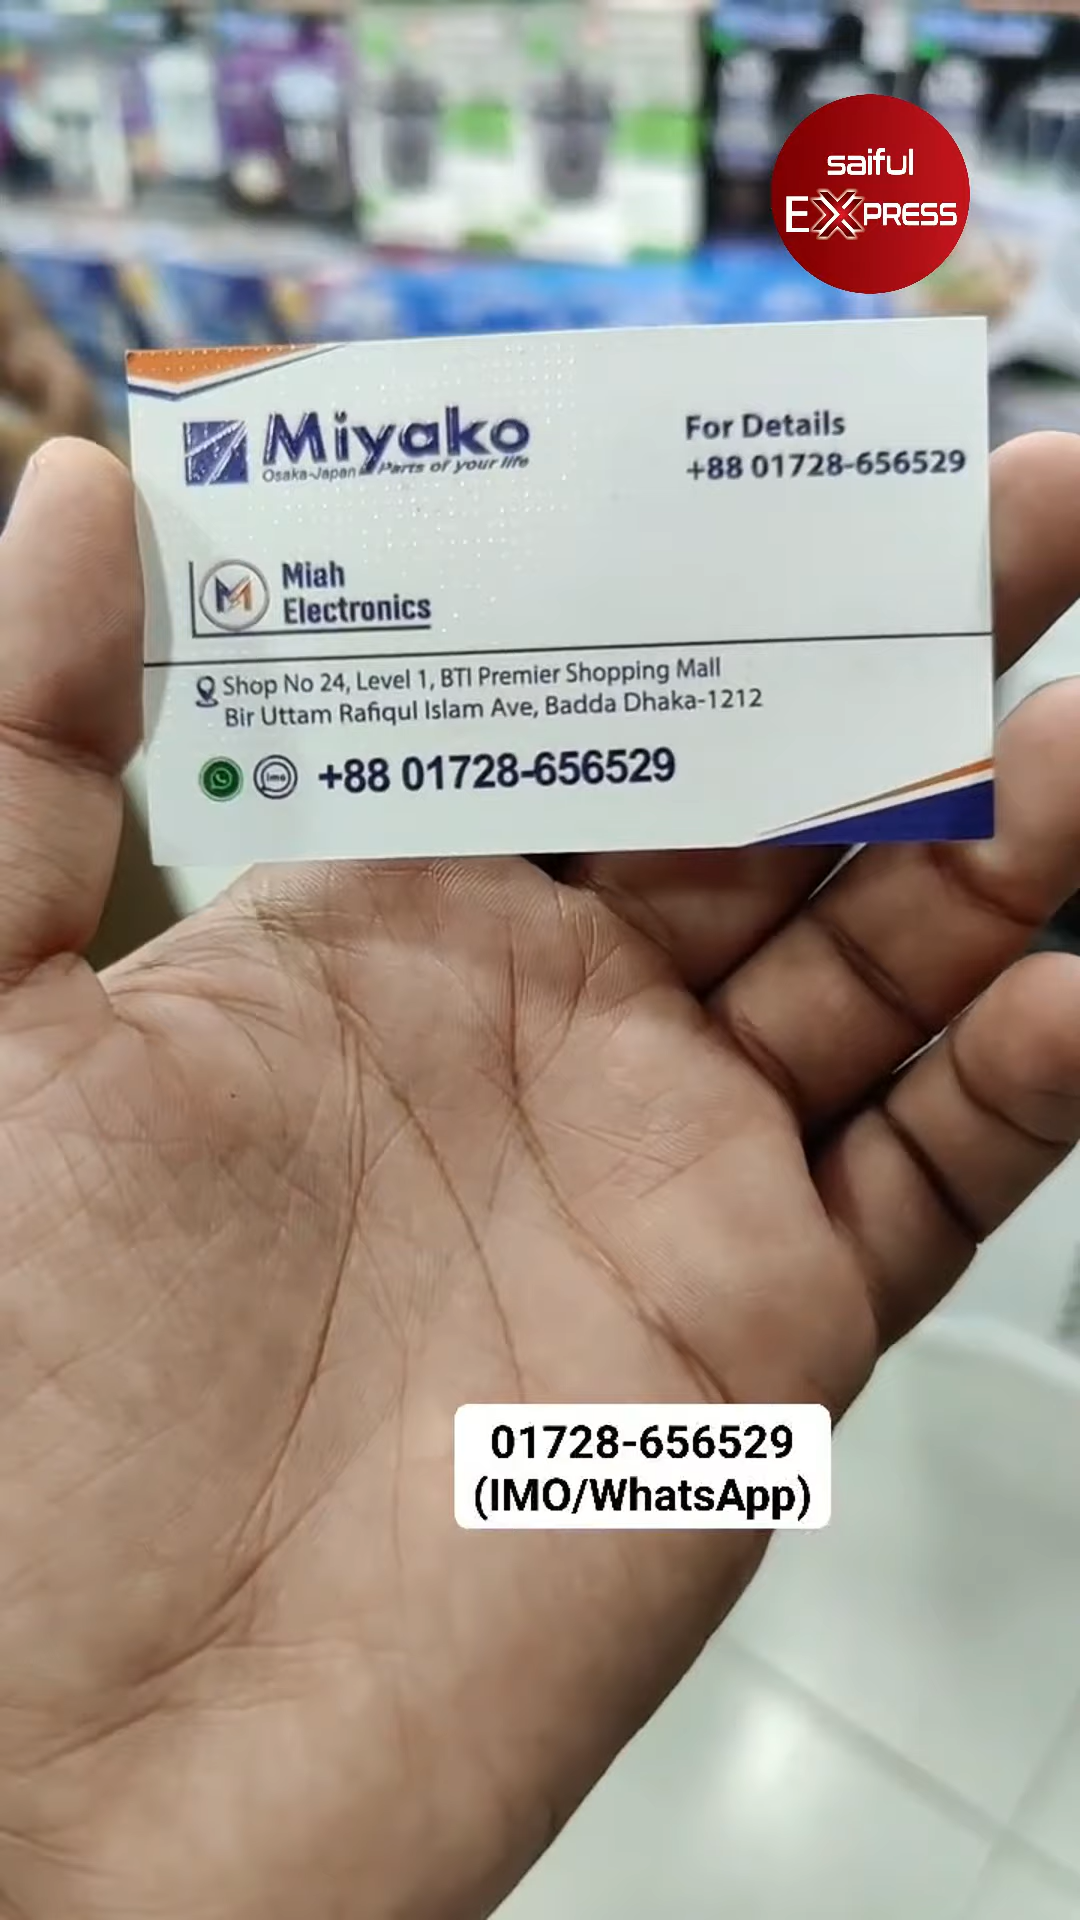 saiful
EXPRESS
Miyako
Osaka-Japan Parts of your life
For Details
+88 01728-656529
Miah
Electronics
Shop No 24, Level 1, BTI Premier Shopping Mall
Bir Uttam Rafiqul Islam Ave, Badda Dhaka-1212
imo
+88 01728-656529
01728-656529
(IMO/WhatsApp)